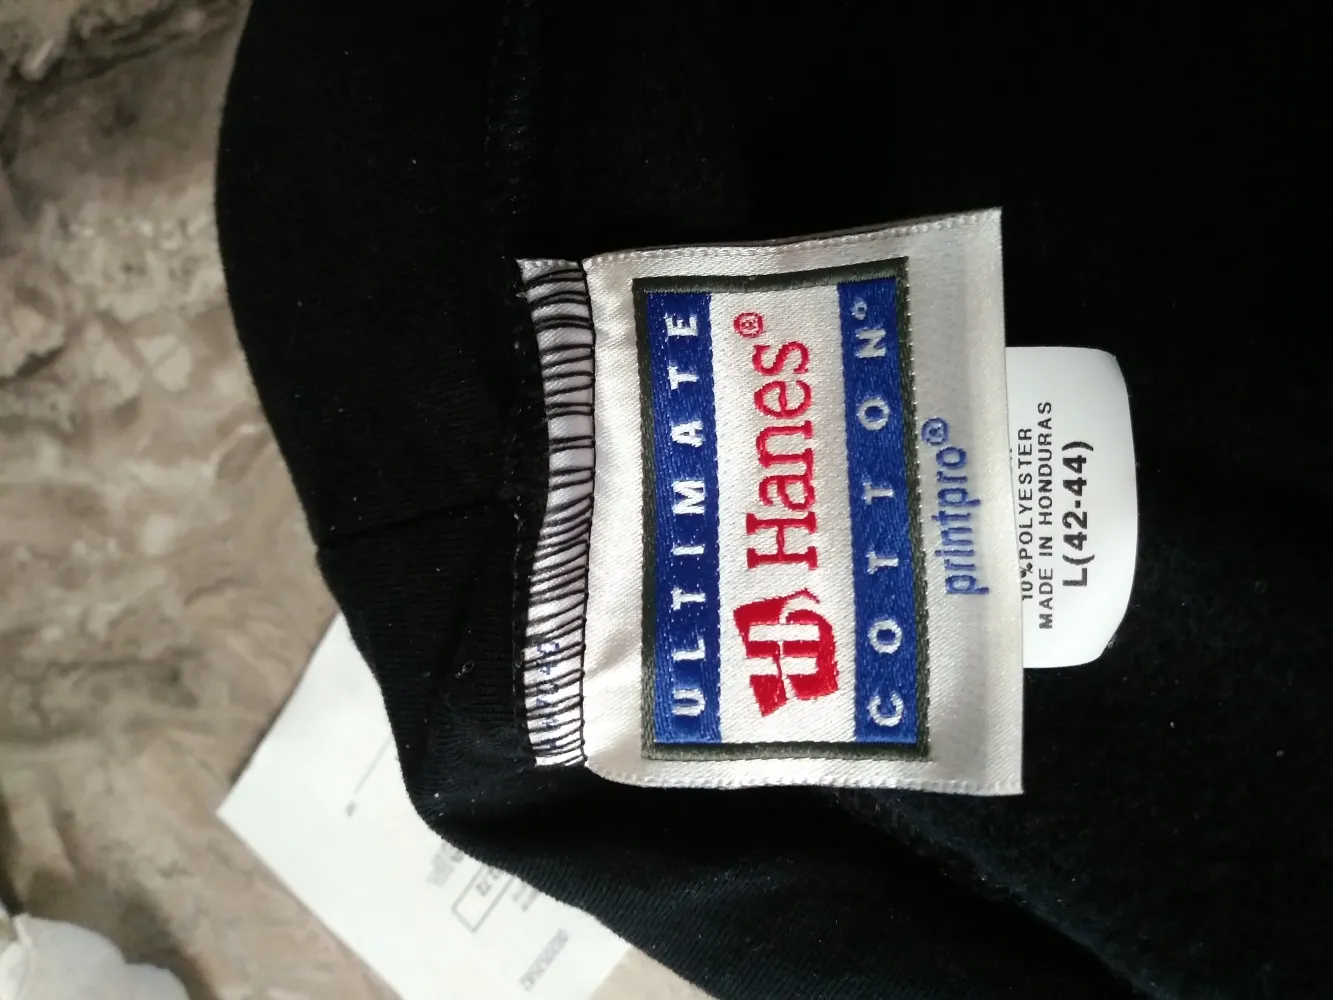 ULTIMATE
Hanes®
COTTON®
printpro®
10%POLYESTER
MADE IN HONDURAS
L(42-44)